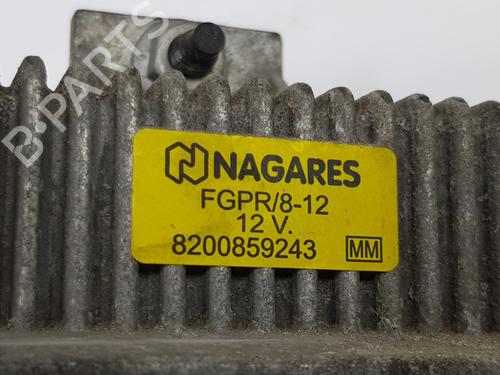 B-PARTS
NAGARES
FGPR/8-12
12 V.
8200859243 MM